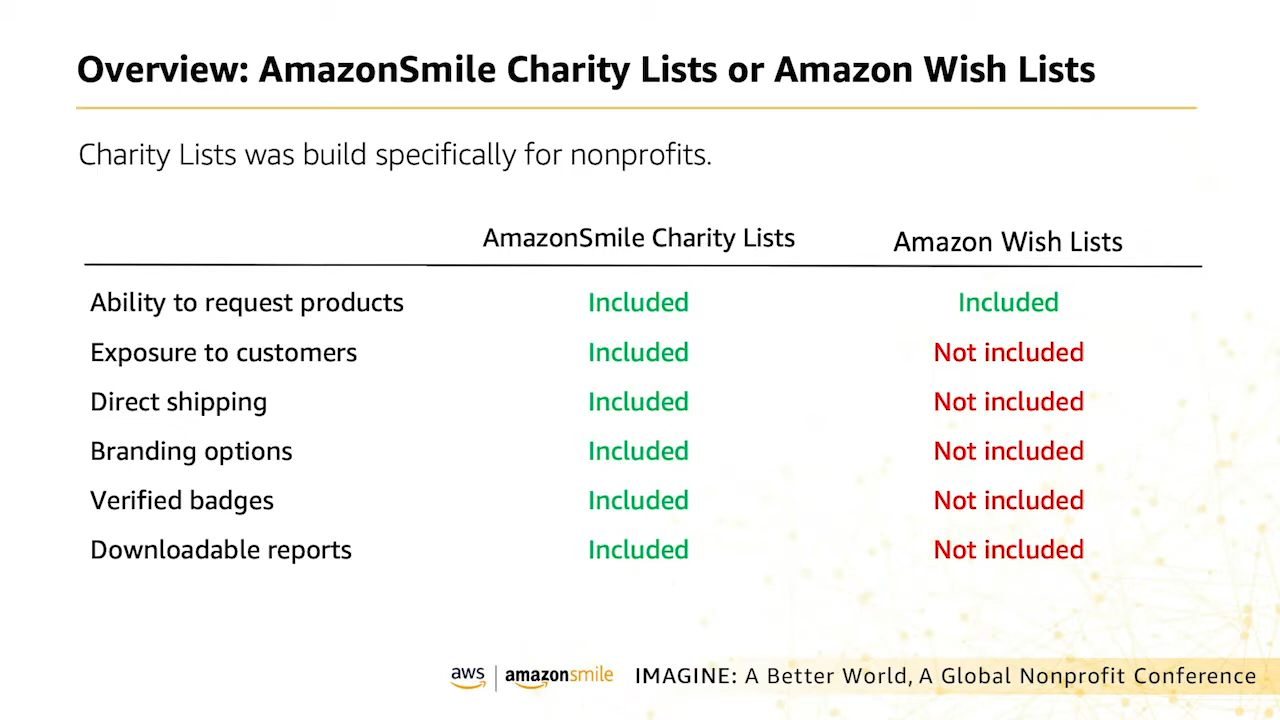 Overview: AmazonSmile Charity Lists or Amazon Wish Lists
Charity Lists was build specifically for nonprofits.
AmazonSmile Charity Lists Amazon Wish Lists
Ability to request products Included Included
Exposure to customers Included Not included
Direct shipping Included Not included
Branding options Included Not included
Verified badges Included Not included
Downloadable reports Included Not included
aws amazonsmile IMAGINE: A Better World, A Global Nonprofit Conference